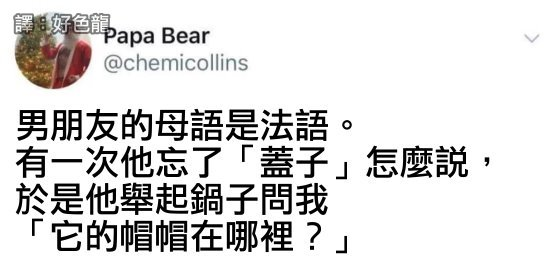 譯：好色龍
Papa Bear
@chemicollins
男朋友的母語是法語。
有一次他忘了「蓋子」怎麼説，
於是他舉起鍋子問我
「它的帽帽在哪裡？」